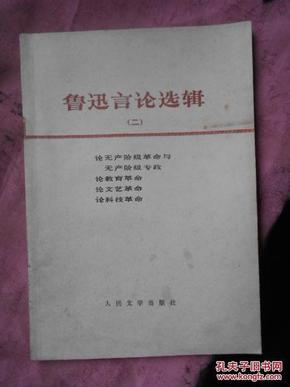 鲁迅言论选辑
(二)
论无产阶级革命与
无产阶级专政
论教育革命
论文艺革命
论科技革命
人民文学出版社
孔夫子旧书网